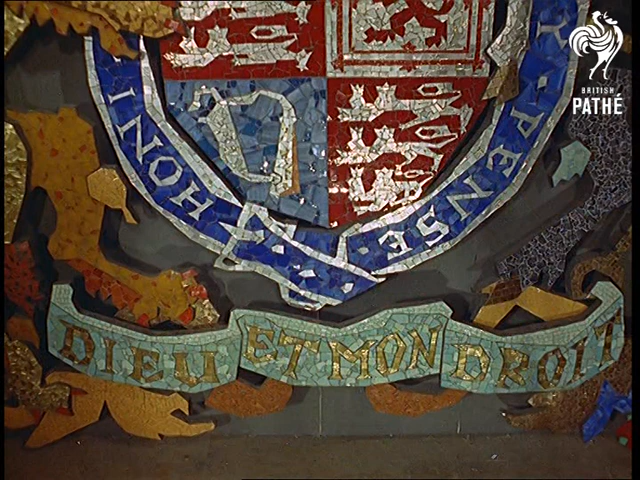 BRITISH
PATHÉ
HONI
Y PENSE
DIEU ET MON DROIT